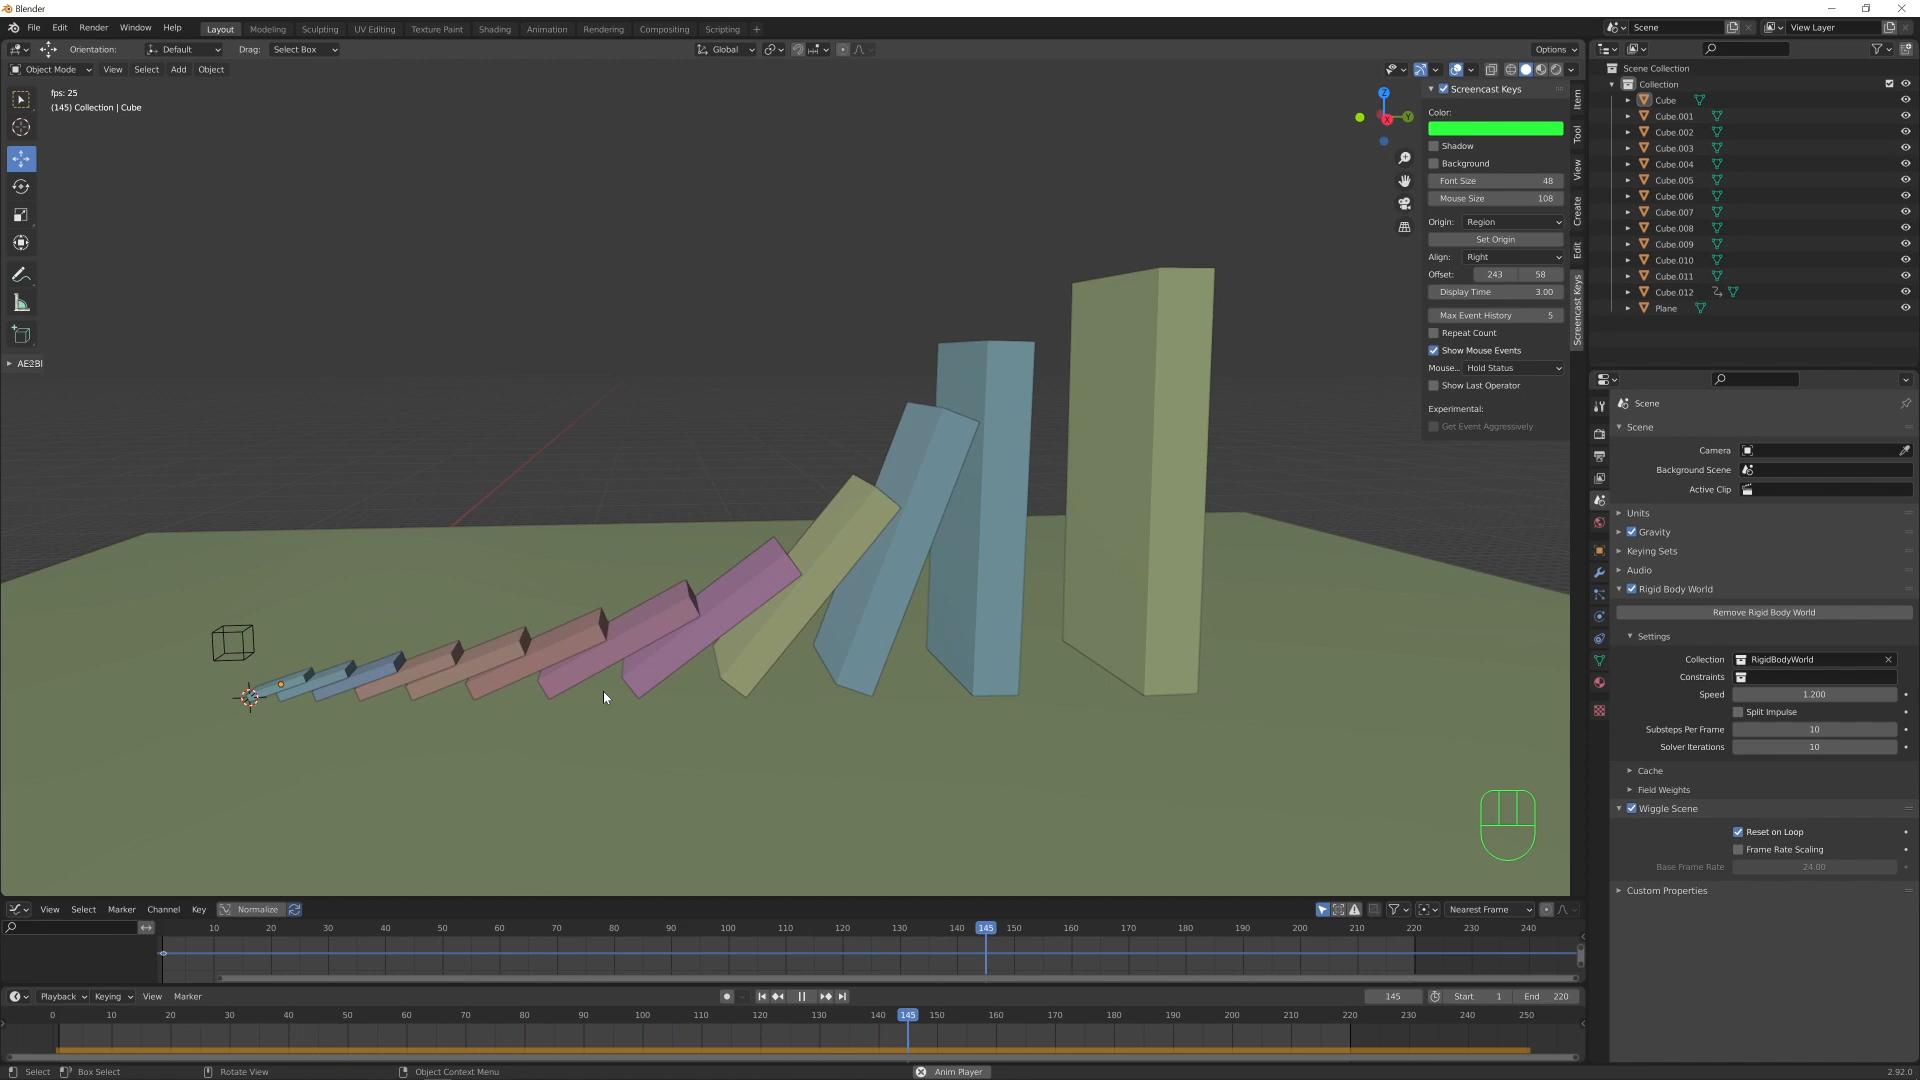 Blender
File Edit Render Window Help Layout Modeling Sculpting UV Editing Texture Paint Shading Animation Rendering Compositing Scripting + Scene View Layer
Orientation: Default Drag: Select Box Global Options
Object Mode View Select Add Object
fps: 25
(145) Collection | Cube
Z
X
Y
Screencast Keys
Color:
Shadow
Background
Font Size 48
Mouse Size 108
Origin: Region
Set Origin
Align: Right
Offset: 243 58
Display Time 3.00
Max Event History 5
Repeat Count
Show Mouse Events
Mouse... Hold Status
Show Last Operator
Experimental:
Get Event Aggressively
Item
Tool
View
Create
Edit
Screencast Keys
Scene Collection
Collection
Cube
Cube.001
Cube.002
Cube.003
Cube.004
Cube.005
Cube.006
Cube.007
Cube.008
Cube.009
Cube.010
Cube.011
Cube.012
Plane
Scene
Scene
Camera
Background Scene
Active Clip
Units
Gravity
Keying Sets
Audio
Rigid Body World
Remove Rigid Body World
Settings
Collection RigidBodyWorld
Constraints
Speed 1.200
Split Impulse
Substeps Per Frame 10
Solver Iterations 10
Cache
Field Weights
Wiggle Scene
Reset on Loop
Frame Rate Scaling
Base Frame Rate 24.00
Custom Properties
View Select Marker Channel Key Normalize Nearest Frame
10 20 30 40 50 60 70 80 90 100 110 120 130 140 145 150 160 170 180 190 200 210 220 230 240
Playback Keying View Marker 145 Start 1 End 220
0 10 20 30 40 50 60 70 80 90 100 110 120 130 140 145 150 160 170 180 190 200 210 220 230 240 250
Select Box Select Rotate View Object Context Menu Anim Player 2.92.0